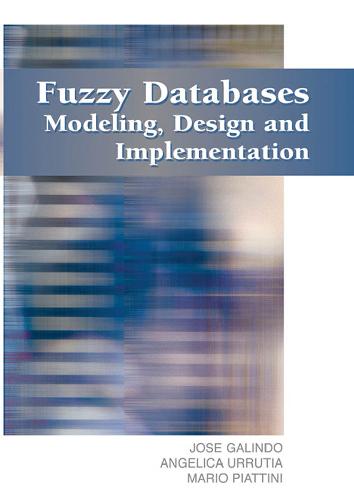 Fuzzy Databases
Modeling, Design and
Implementation
JOSE GALINDO
ANGELICA URRUTIA
MARIO PIATTINI